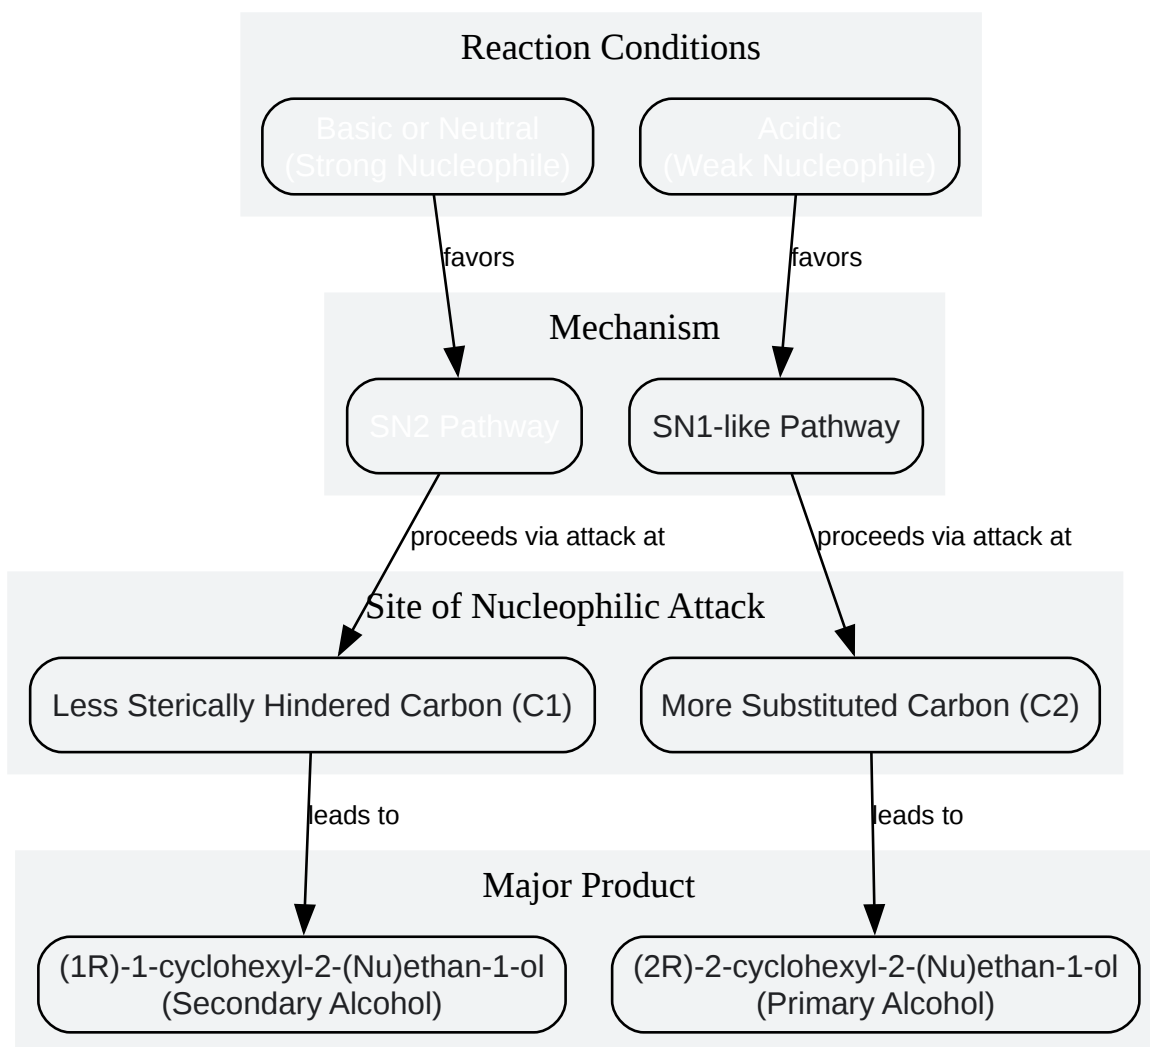 Reaction Conditions
Basic or Neutral
(Strong Nucleophile)
Acidic
(Weak Nucleophile)
favors
favors
Mechanism
SN2 Pathway
SN1-like Pathway
proceeds via attack at
proceeds via attack at
Site of Nucleophilic Attack
Less Sterically Hindered Carbon (C1)
More Substituted Carbon (C2)
leads to
leads to
Major Product
(1R)-1-cyclohexyl-2-(Nu)ethan-1-ol
(Secondary Alcohol)
(2R)-2-cyclohexyl-2-(Nu)ethan-1-ol
(Primary Alcohol)